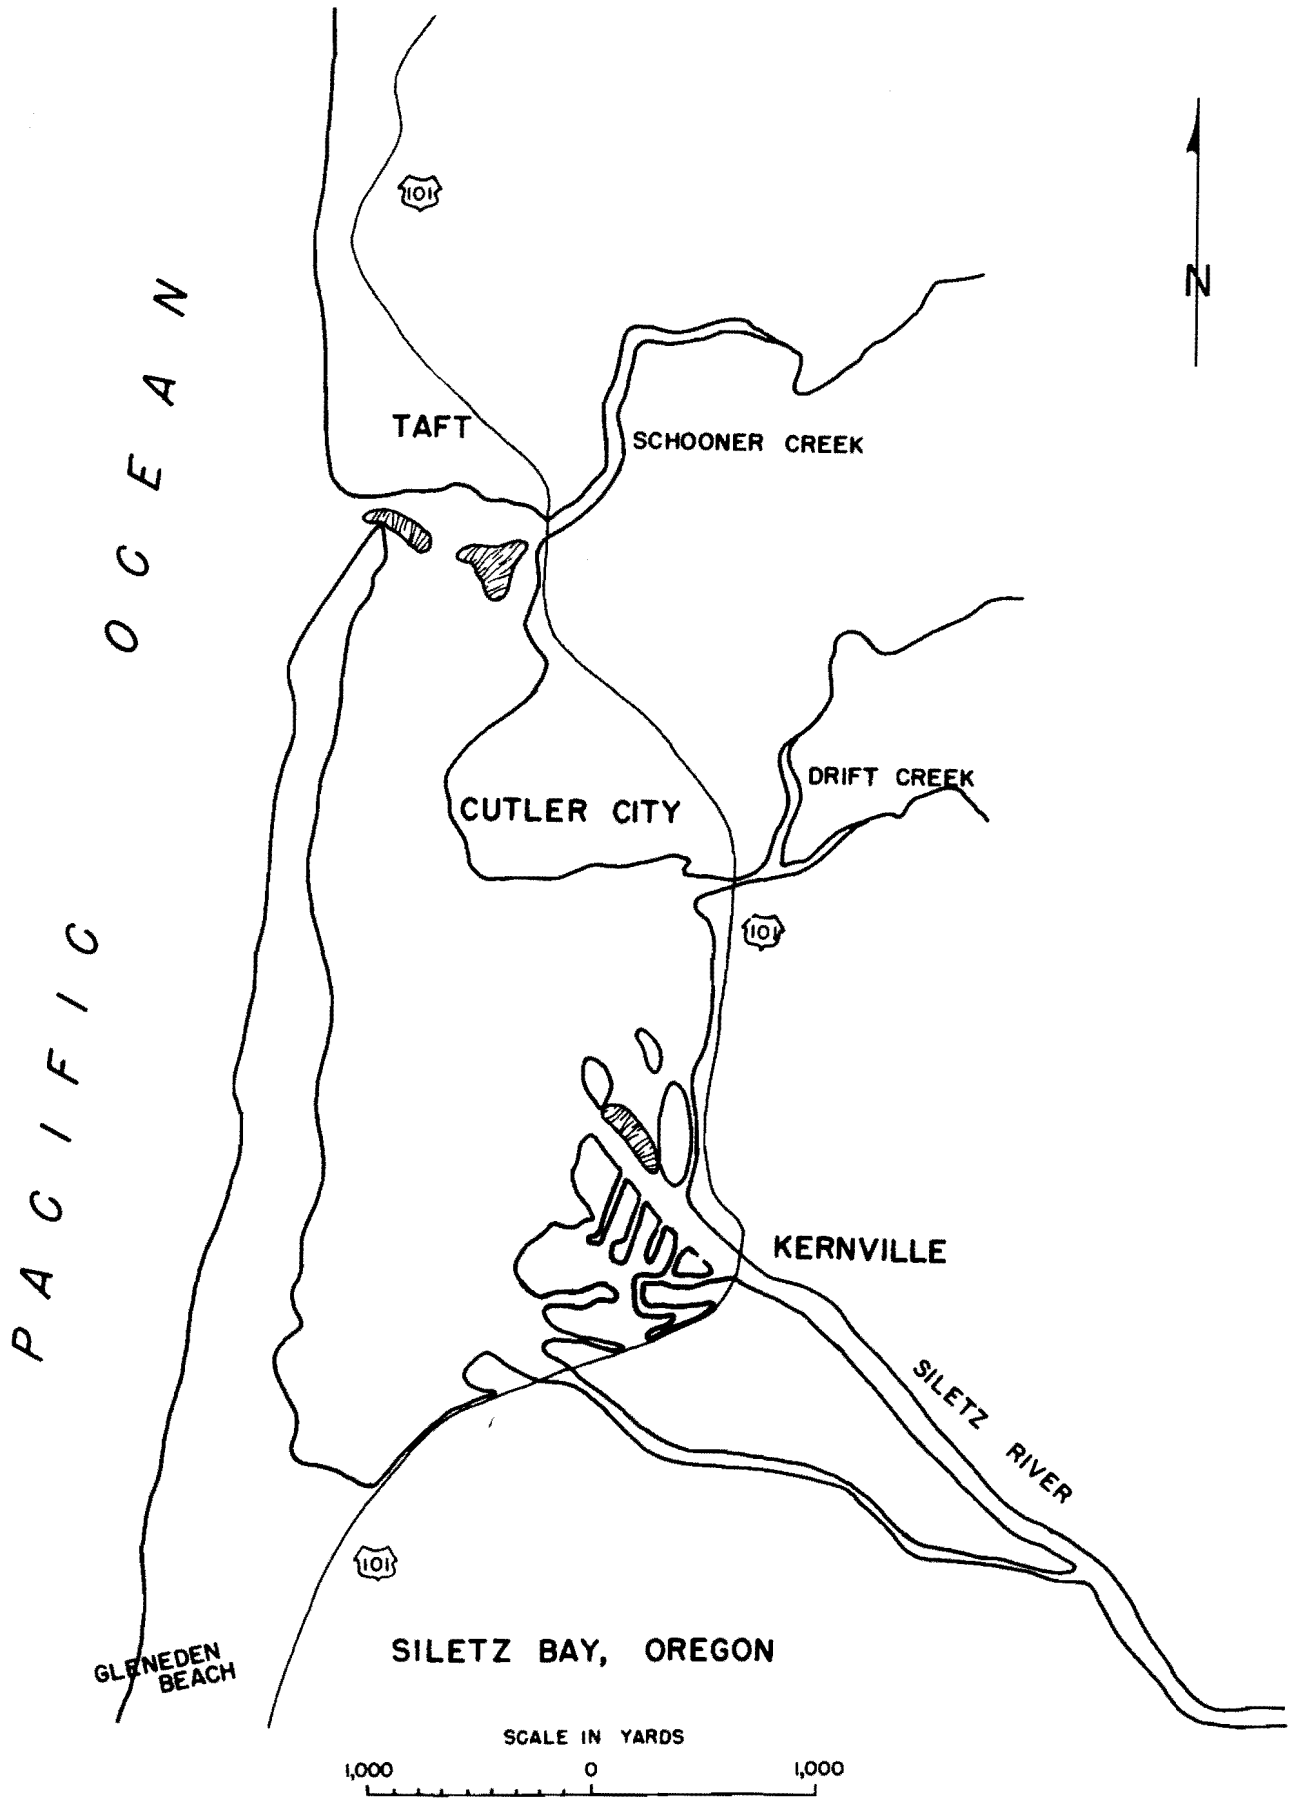 101
N
PACIFIC OCEAN
TAFT
SCHOONER CREEK
DRIFT CREEK
CUTLER CITY
101
KERNVILLE
SILETZ RIVER
101
GLENEDEN
BEACH
SILETZ BAY, OREGON
SCALE IN YARDS
1,000 0 1,000